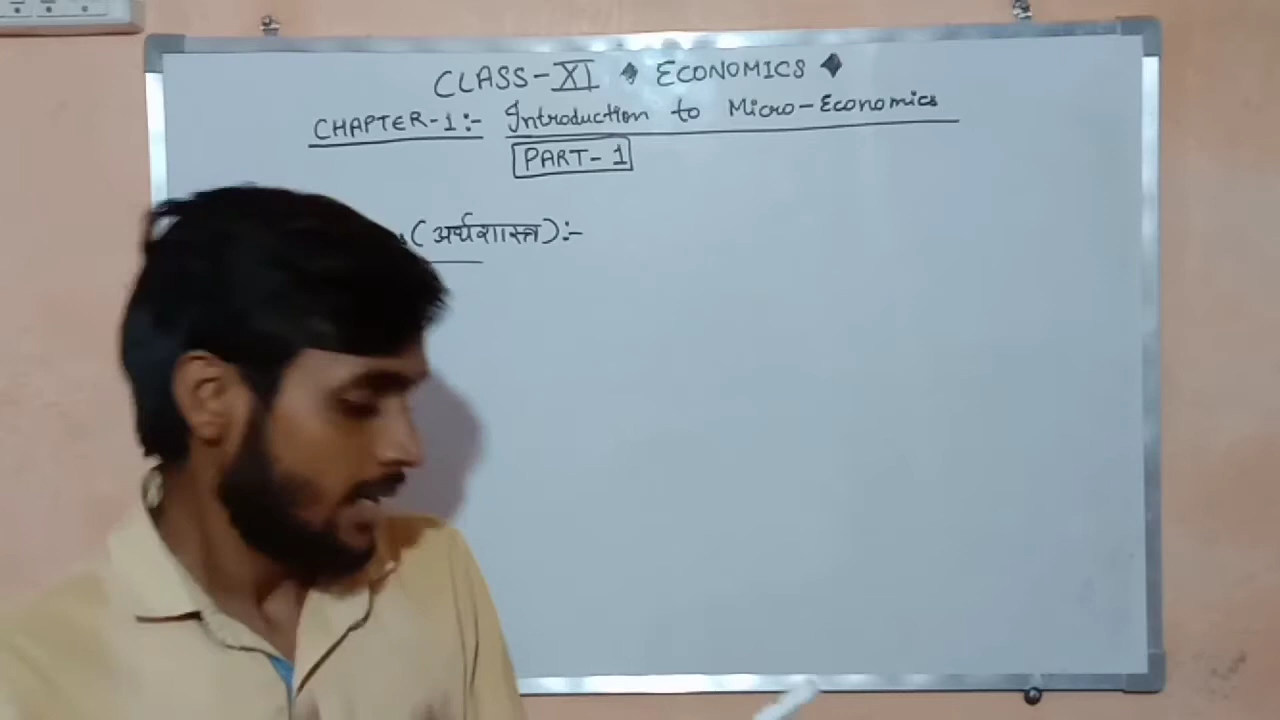 CLASS-XI ◆ ECONOMICS ◆
CHAPTER-1:- Introduction to Micro-Economics
PART-1
(अर्थशास्त्र):-